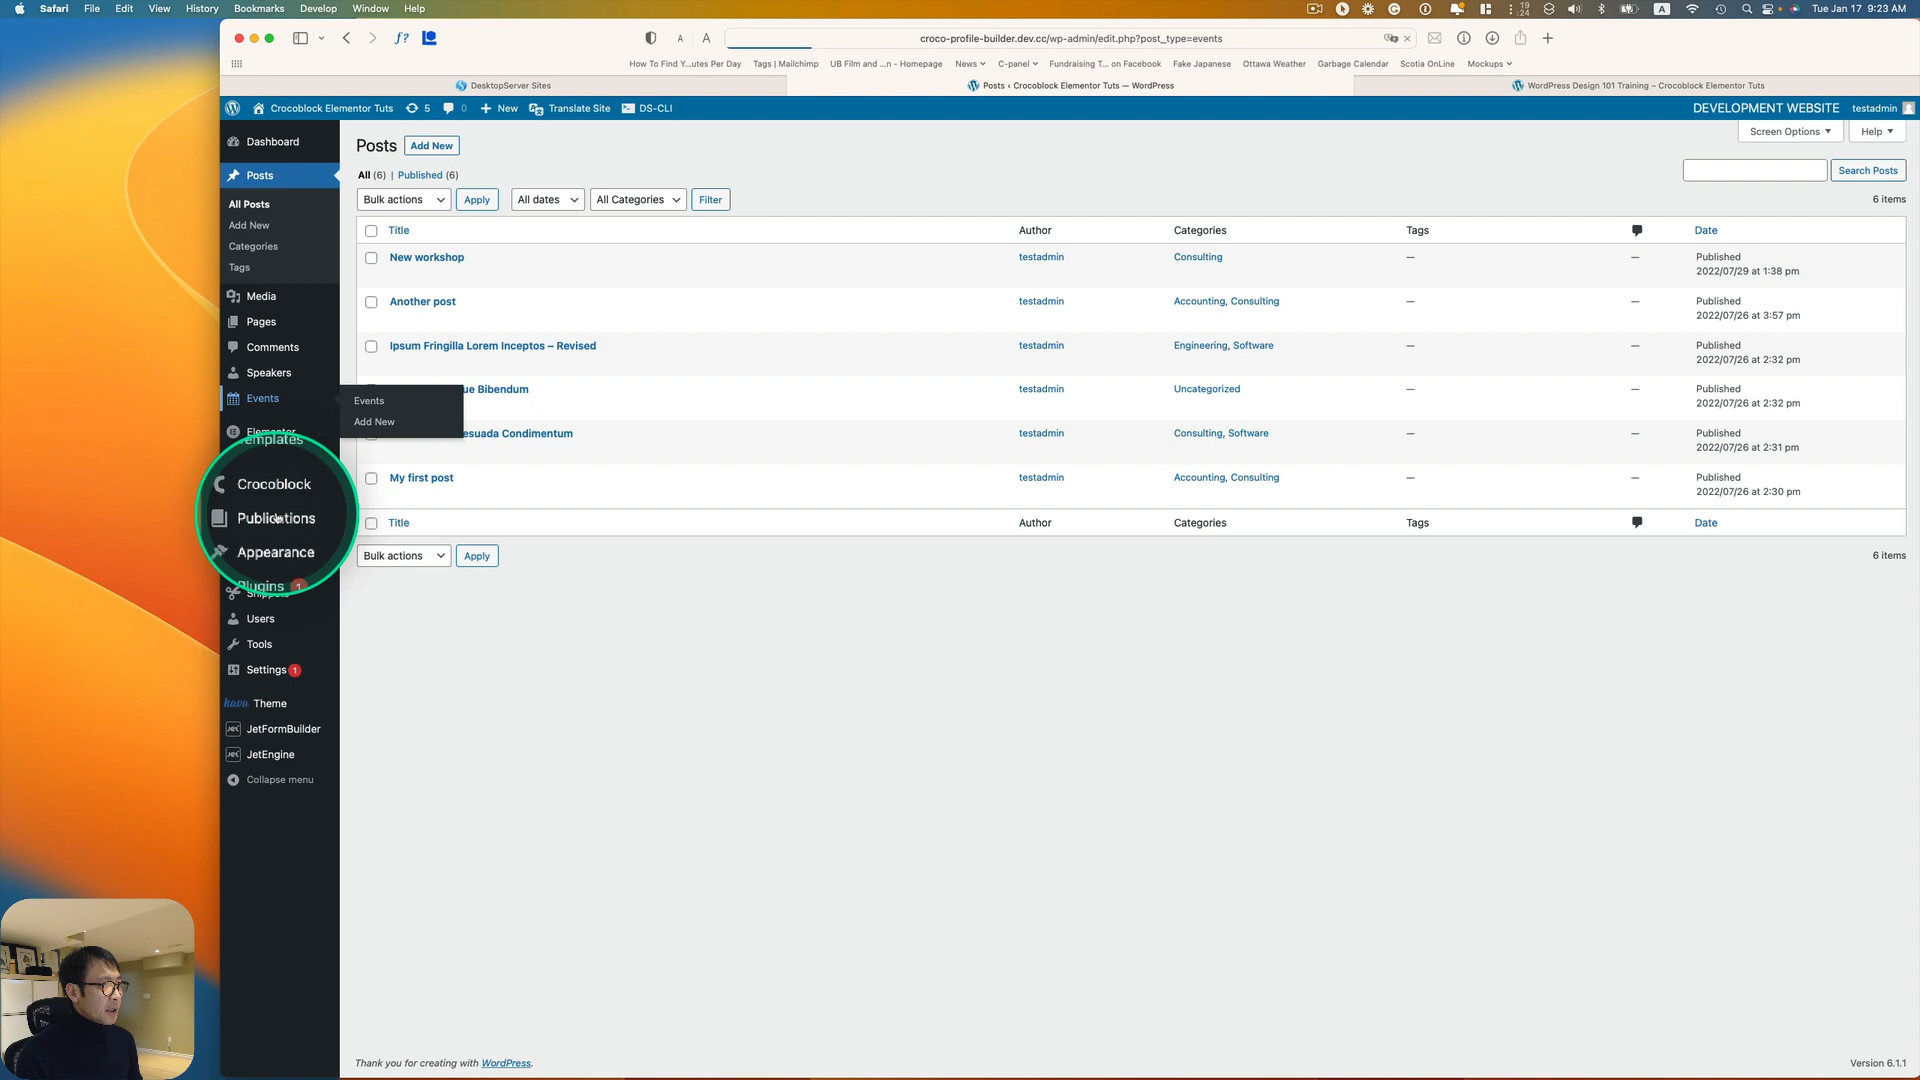 Safari File Edit View History Bookmarks Develop Window Help
19
24
A
Tue Jan 17 9:23 AM
A A
croco-profile-builder.dev.cc/wp-admin/edit.php?post_type=events
How To Find Y...utes Per Day Tags | Mailchimp UB Film and ...n - Homepage News C-panel Fundraising T... on Facebook Fake Japanese Ottawa Weather Garbage Calendar Scotia OnLine Mockups
DesktopServer Sites
Posts ‹ Crocoblock Elementor Tuts — WordPress
WordPress Design 101 Training – Crocoblock Elementor Tuts
Crocoblock Elementor Tuts 5 0 New Translate Site DS-CLI
DEVELOPMENT WEBSITE testadmin
Dashboard
Posts
All Posts
Add New
Categories
Tags
Media
Pages
Comments
Speakers
Events
Events
Add New
Elementor
Templates
Crocoblock
Publications
Appearance
Plugins 1
Snippets
Users
Tools
Settings 1
kava Theme
JetFormBuilder
JetEngine
Collapse menu
Screen Options Help
Posts Add New
All (6) | Published (6)
Search Posts
Bulk actions Apply All dates All Categories Filter
6 items
Title Author Categories Tags Date
New workshop testadmin Consulting — — Published
2022/07/29 at 1:38 pm
Another post testadmin Accounting, Consulting — — Published
2022/07/26 at 3:57 pm
Ipsum Fringilla Lorem Inceptos – Revised testadmin Engineering, Software — — Published
2022/07/26 at 2:32 pm
ue Bibendum testadmin Uncategorized — — Published
2022/07/26 at 2:32 pm
esuada Condimentum testadmin Consulting, Software — — Published
2022/07/26 at 2:31 pm
My first post testadmin Accounting, Consulting — — Published
2022/07/26 at 2:30 pm
Title Author Categories Tags Date
Bulk actions Apply
6 items
Thank you for creating with WordPress.
Version 6.1.1